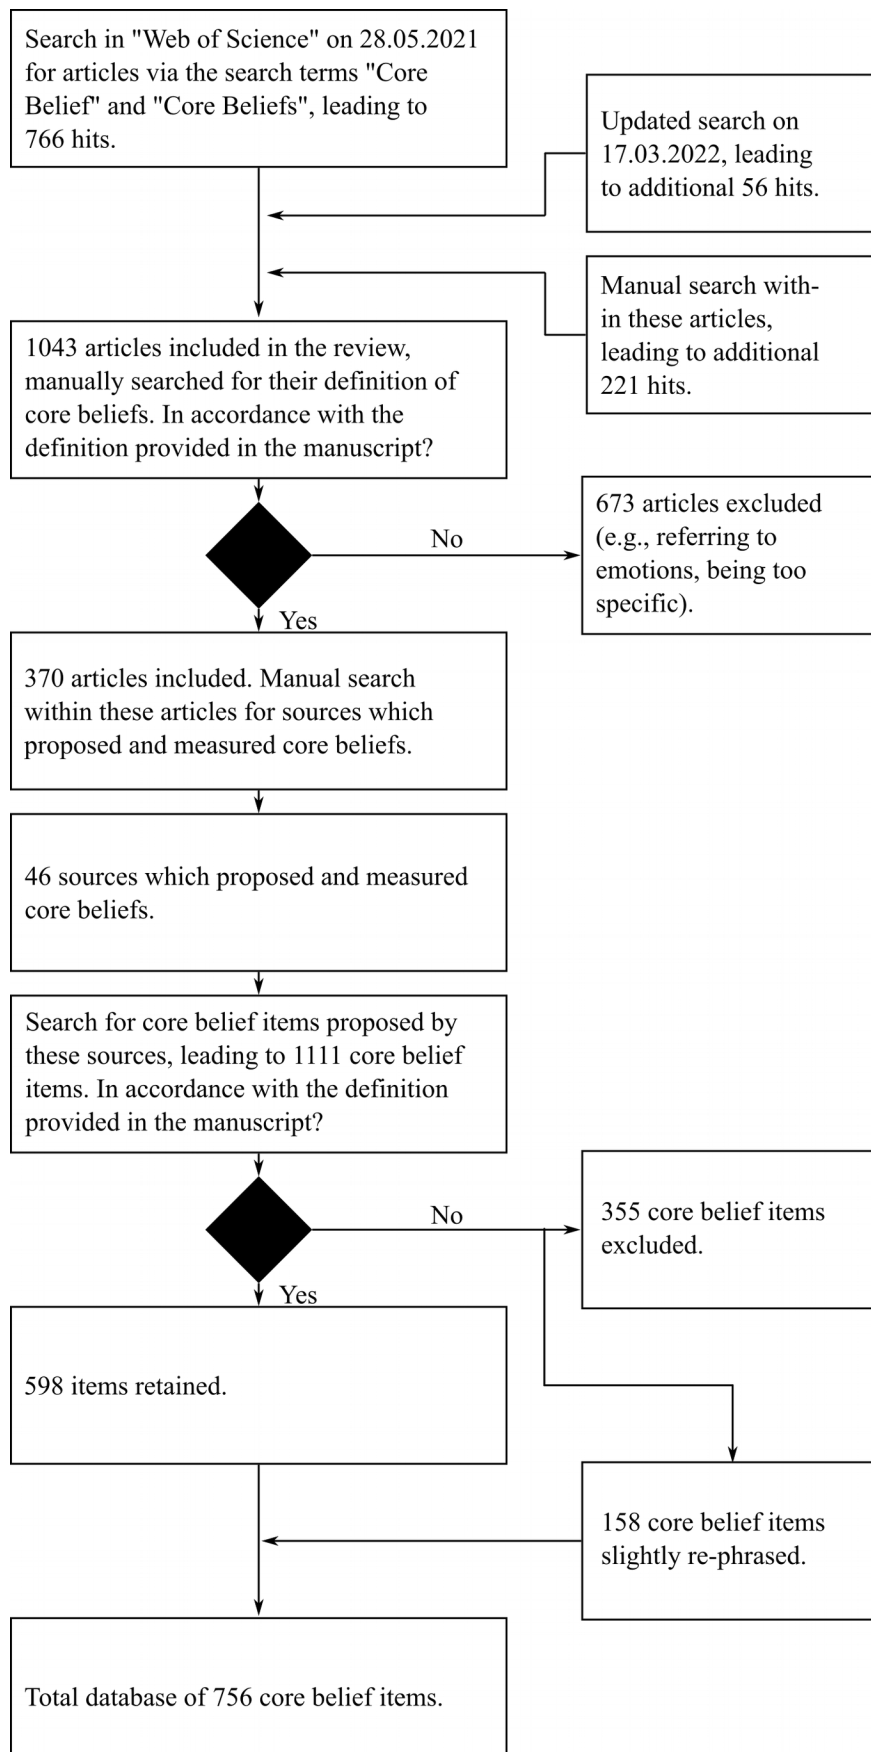 Search in "Web of Science" on 28.05.2021
for articles via the search terms "Core
Belief" and "Core Beliefs", leading to
766 hits.
Updated search on
17.03.2022, leading
to additional 56 hits.
Manual search with-
in these articles,
leading to additional
221 hits.
1043 articles included in the review,
manually searched for their definition of
core beliefs. In accordance with the
definition provided in the manuscript?
No
673 articles excluded
(e.g., referring to
emotions, being too
specific).
Yes
370 articles included. Manual search
within these articles for sources which
proposed and measured core beliefs.
46 sources which proposed and measured
core beliefs.
Search for core belief items proposed by
these sources, leading to 1111 core belief
items. In accordance with the definition
provided in the manuscript?
No
355 core belief items
excluded.
Yes
598 items retained.
158 core belief items
slightly re-phrased.
Total database of 756 core belief items.